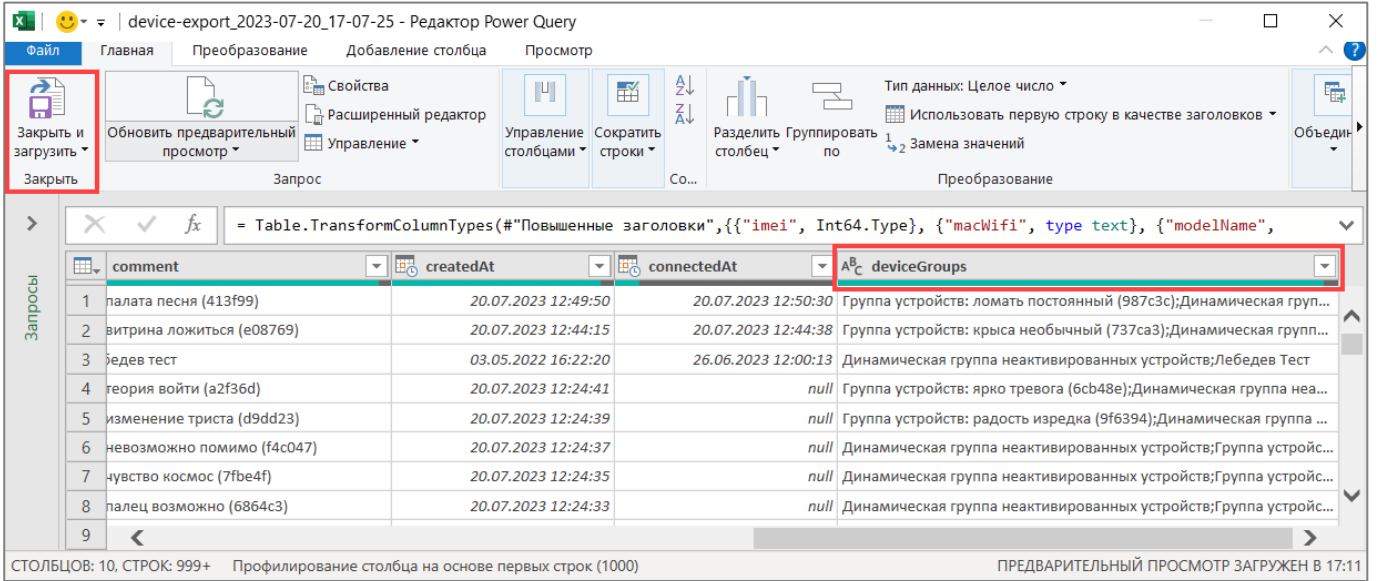 device-export_2023-07-20_17-07-25 - Редактор Power Query
Файл Главная Преобразование Добавление столбца Просмотр
Закрыть и загрузить
Закрыть
Обновить предварительный просмотр
Свойства
Расширенный редактор
Управление
Запрос
Управление столбцами
Сократить строки
Со...
Разделить столбец
Группировать по
Тип данных: Целое число
Использовать первую строку в качестве заголовков
Замена значений
Преобразование
Объедин
fx = Table.TransformColumnTypes(#"Повышенные заголовки",{{"imei", Int64.Type}, {"macWifi", type text}, {"modelName",
Запросы
comment createdAt connectedAt ABC deviceGroups
1 палата песня (413f99) 20.07.2023 12:49:50 20.07.2023 12:50:30 Группа устройств: ломать постоянный (987c3c);Динамическая груп...
2 витрина ложиться (e08769) 20.07.2023 12:44:15 20.07.2023 12:44:38 Группа устройств: крыса необычный (737ca3);Динамическая групп...
3 бедев тест 03.05.2022 16:22:20 26.06.2023 12:00:13 Динамическая группа неактивированных устройств;Лебедев Тест
4 теория войти (a2f36d) 20.07.2023 12:24:41 null Группа устройств: ярко тревога (6cb48e);Динамическая группа неа...
5 изменение триста (d9dd23) 20.07.2023 12:24:39 null Группа устройств: радость изредка (9f6394);Динамическая группа ...
6 невозможно помимо (f4c047) 20.07.2023 12:24:37 null Динамическая группа неактивированных устройств;Группа устройс...
7 чувство космос (7fbe4f) 20.07.2023 12:24:35 null Динамическая группа неактивированных устройств;Группа устройс...
8 палец возможно (6864c3) 20.07.2023 12:24:33 null Динамическая группа неактивированных устройств;Группа устройс...
9
СТОЛБЦОВ: 10, СТРОК: 999+ Профилирование столбца на основе первых строк (1000) ПРЕДВАРИТЕЛЬНЫЙ ПРОСМОТР ЗАГРУЖЕН В 17:11